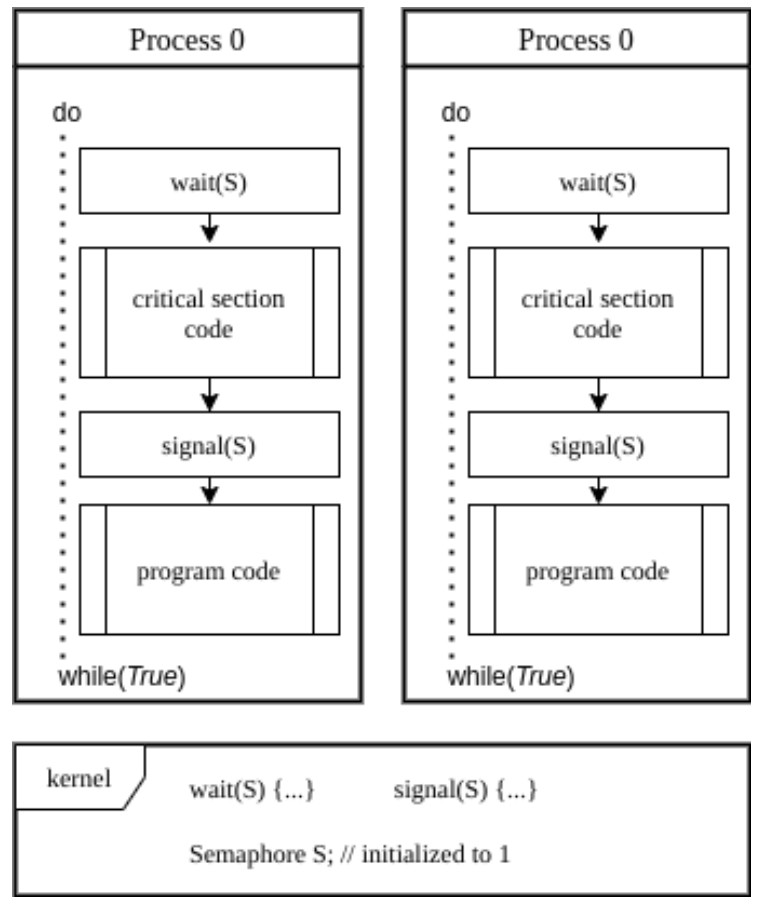 Process 0
do
wait(S)
critical section
code
signal(S)
program code
while(True)
Process 0
do
wait(S)
critical section
code
signal(S)
program code
while(True)
kernel
wait(S) {...}
signal(S) {...}
Semaphore S; // initialized to 1